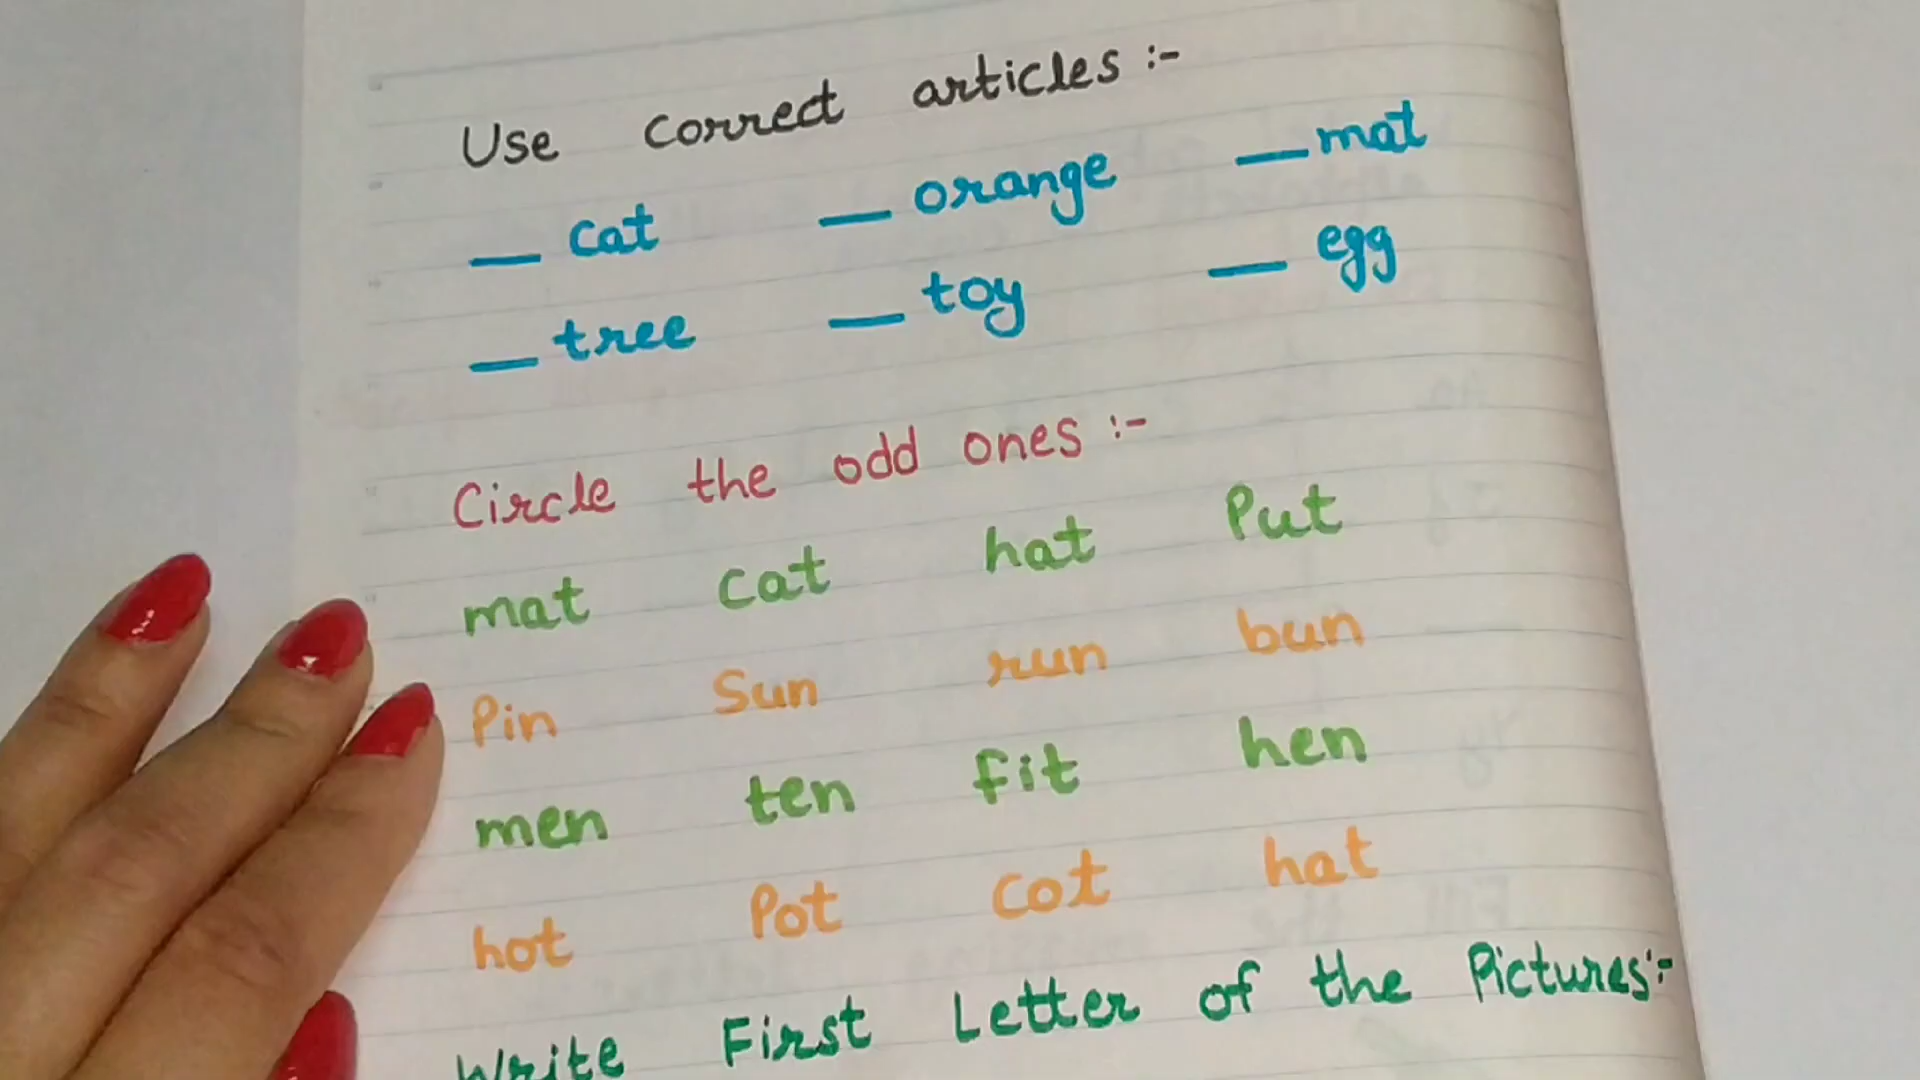 Use correct articles :-
__ cat __ orange __ mat
__ tree __ toy __ egg
Circle the odd ones :-
mat cat hat Put
Pin Sun run bun
men ten fit hen
hot Pot cot hat
Write First Letter of the Pictures:-